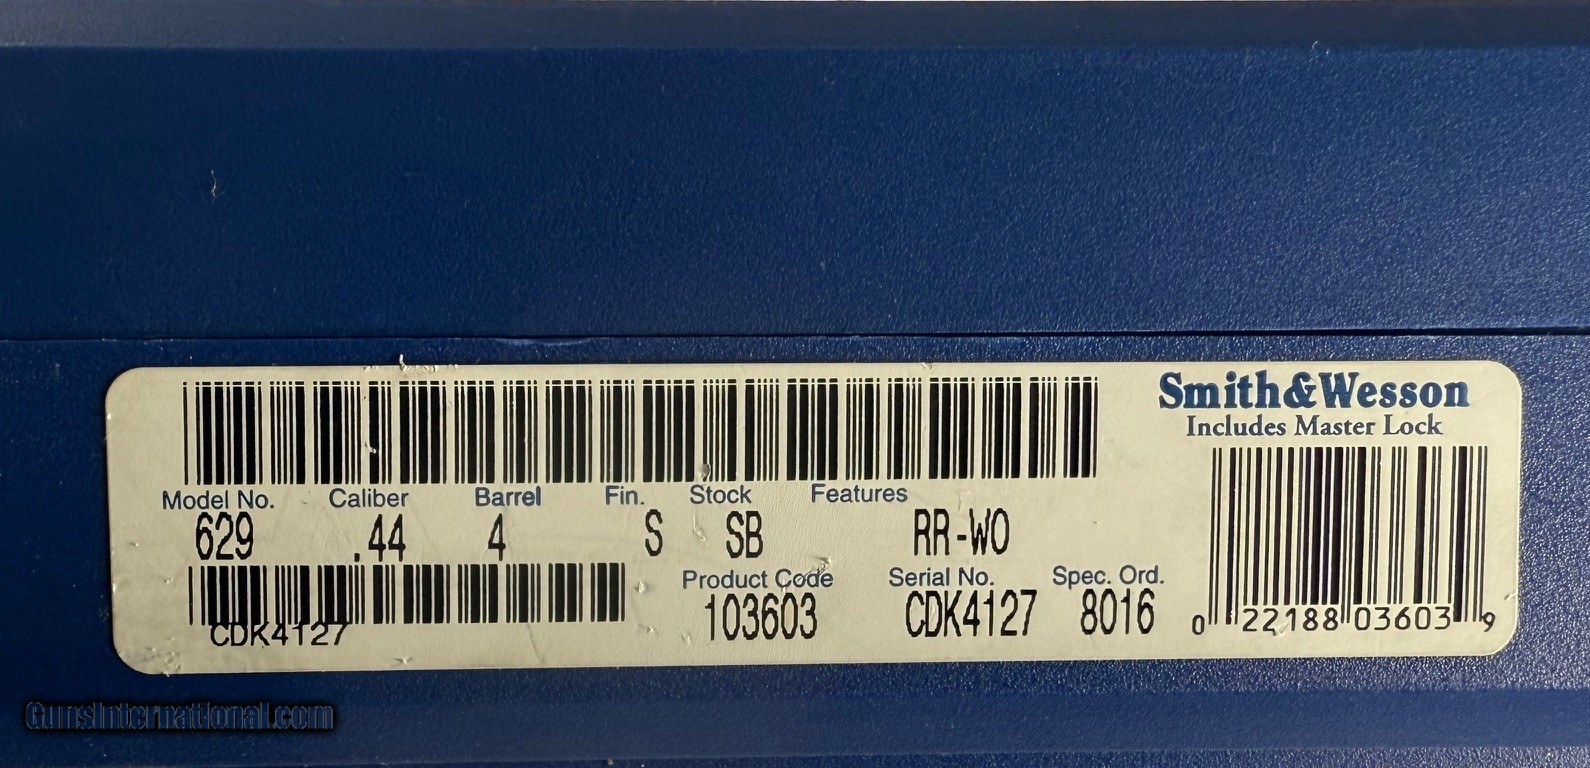 Smith&Wesson
Includes Master Lock
Model No. Caliber Barrel Fin. Stock Features
629 .44 4 S SB RR-WO
Product Code Serial No. Spec. Ord.
103603 CDK4127 8016
CDK4127
0 22188 03603 9
GunsInternational.com